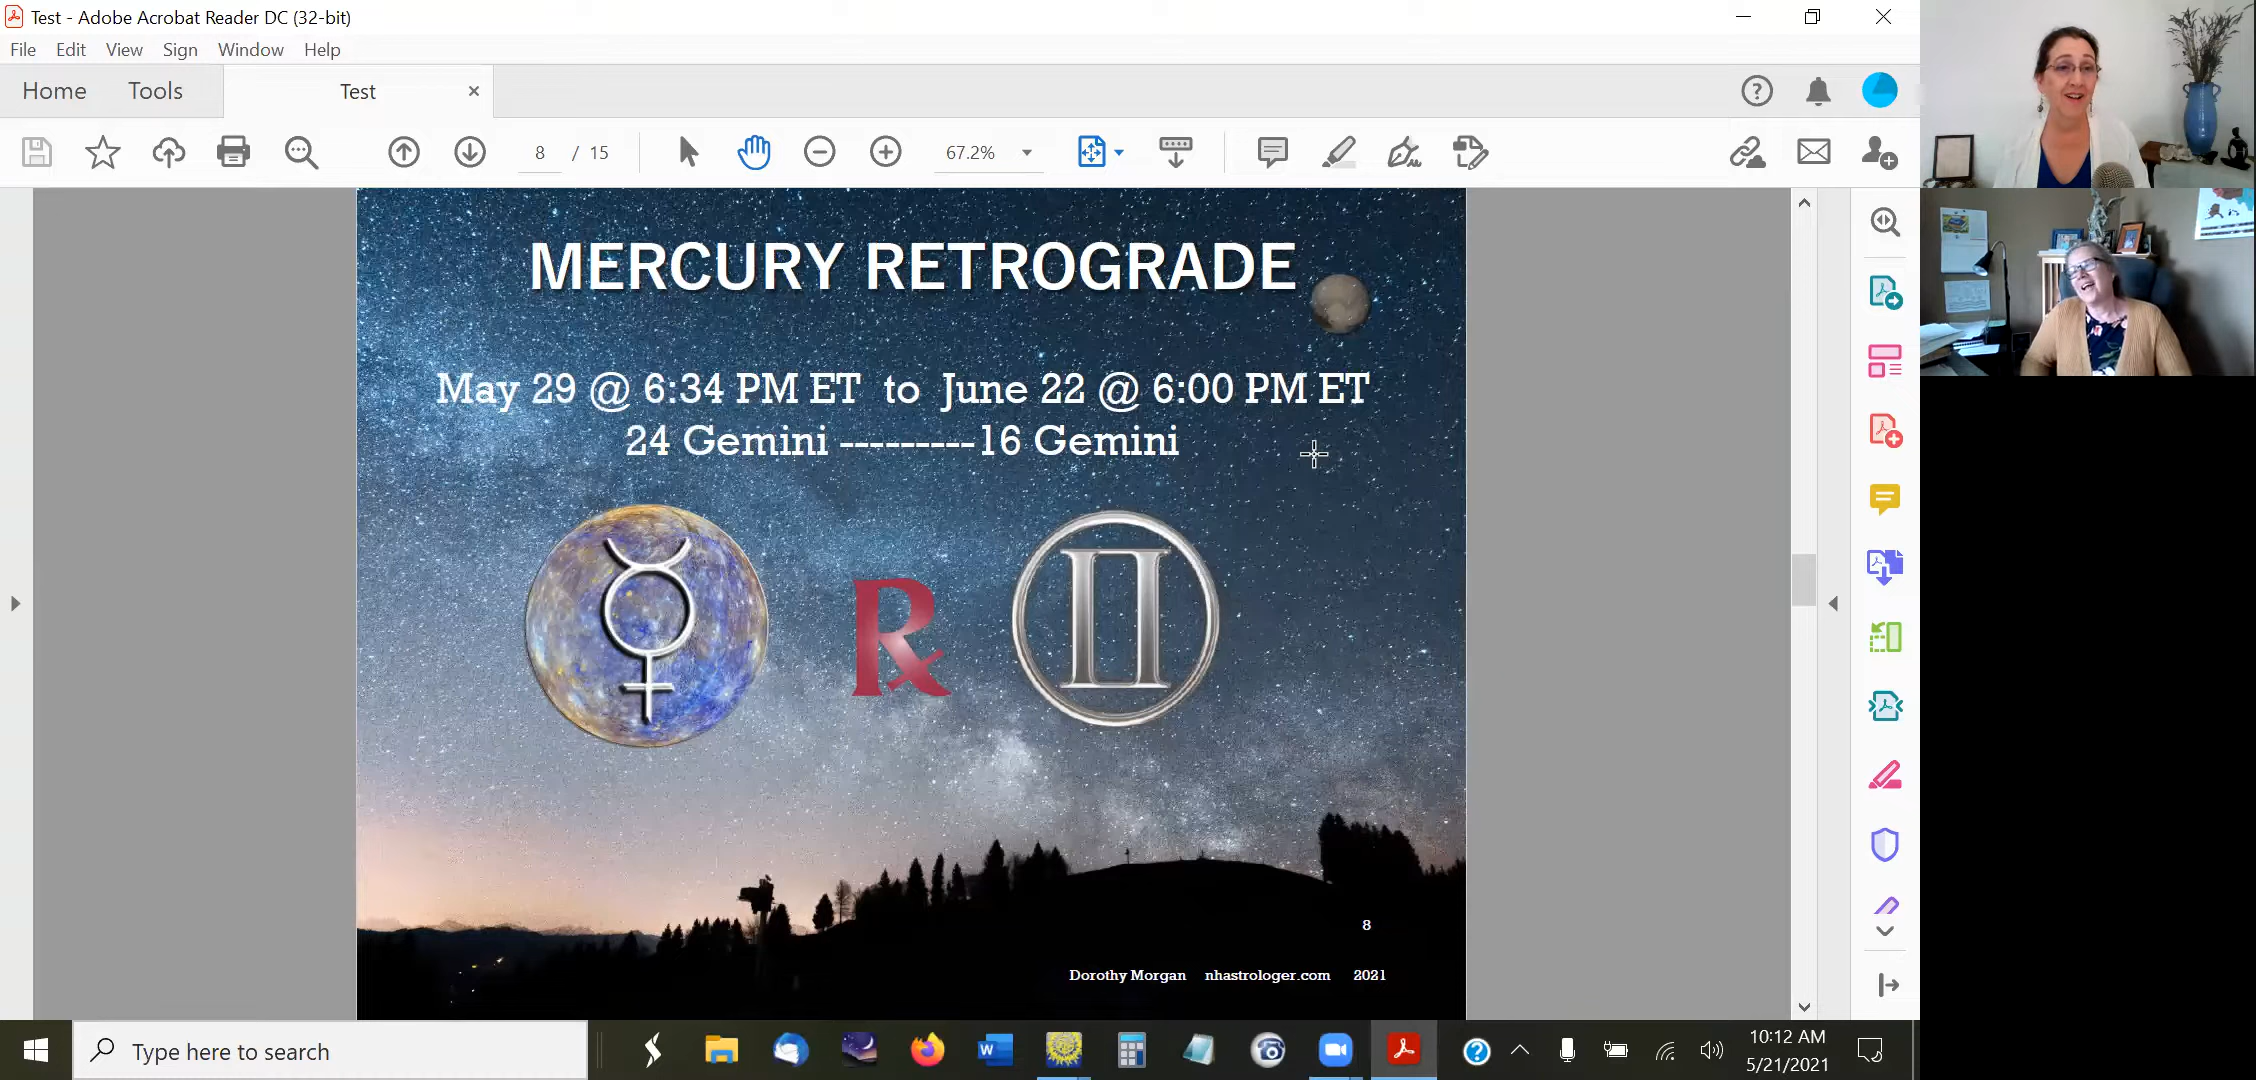 Test - Adobe Acrobat Reader DC (32-bit)
File Edit View Sign Window Help
Home Tools Test
8 / 15 67.2%
MERCURY RETROGRADE
May 29 @ 6:34 PM ET to June 22 @ 6:00 PM ET
24 Gemini ---------16 Gemini
8
Dorothy Morgan nhastrologer.com 2021
Type here to search
10:12 AM
5/21/2021